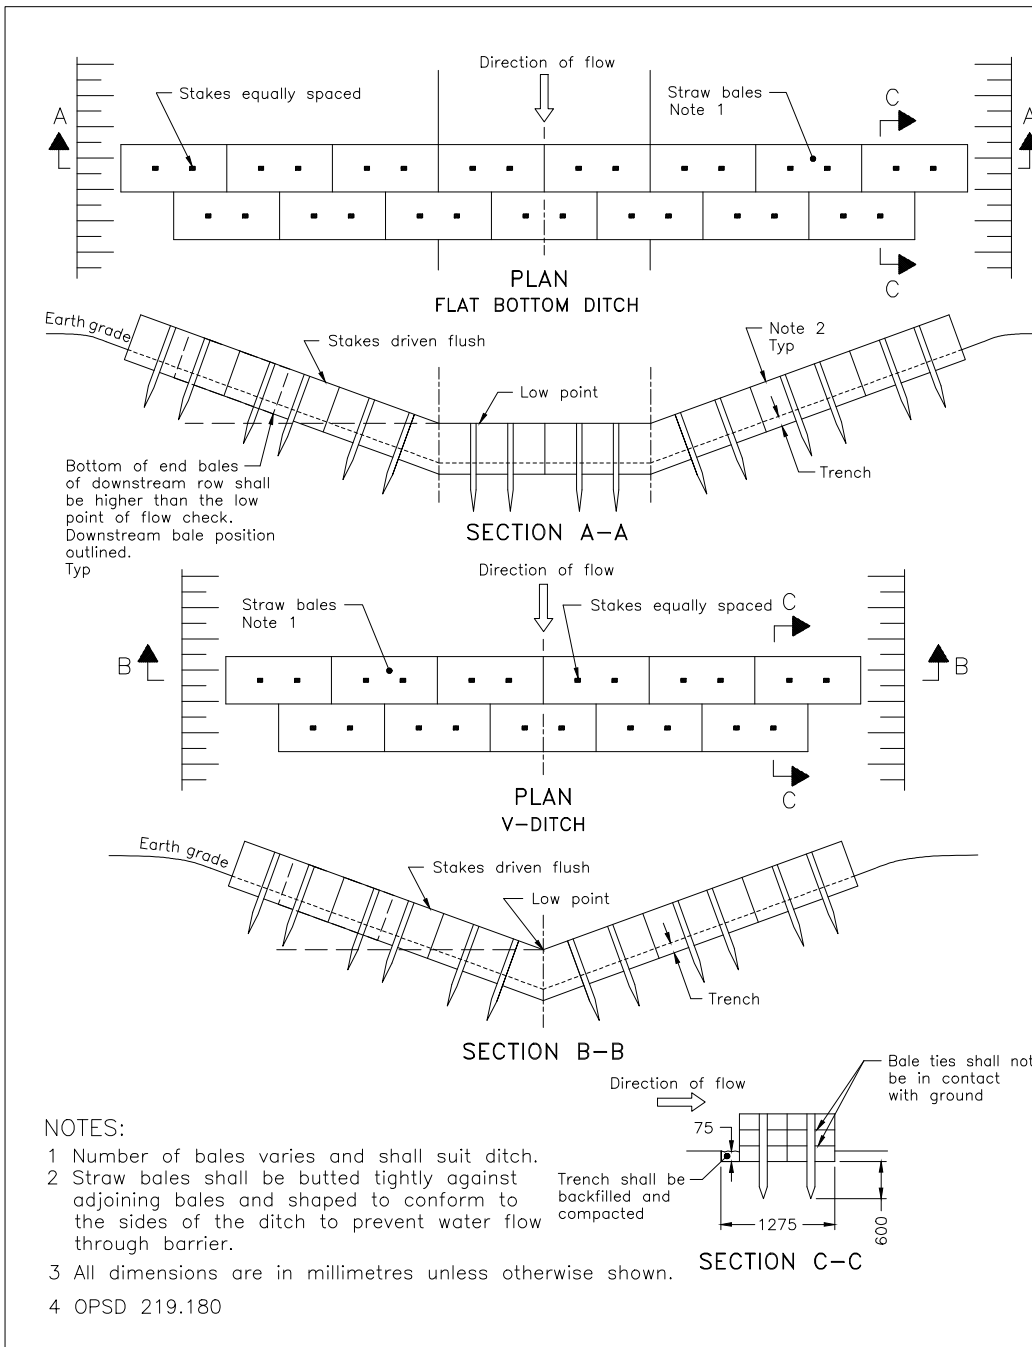 Direction of flow
Stakes equally spaced
Straw bales
Note 1
C
A
A
C
PLAN
FLAT BOTTOM DITCH
Earth grade
Stakes driven flush
Note 2
Typ
Low point
Trench
Bottom of end bales
of downstream row shall
be higher than the low
point of flow check.
Downstream bale position
outlined.
Typ
SECTION A-A
Direction of flow
Straw bales
Note 1
Stakes equally spaced
C
B
B
C
PLAN
V-DITCH
Earth grade
Stakes driven flush
Low point
Trench
SECTION B-B
Direction of flow
Bale ties shall not
be in contact
with ground
75
Trench shall be
backfilled and
compacted
1275
600
SECTION C-C
NOTES:
1 Number of bales varies and shall suit ditch.
2 Straw bales shall be butted tightly against
adjoining bales and shaped to conform to
the sides of the ditch to prevent water flow
through barrier.
3 All dimensions are in millimetres unless otherwise shown.
4 OPSD 219.180